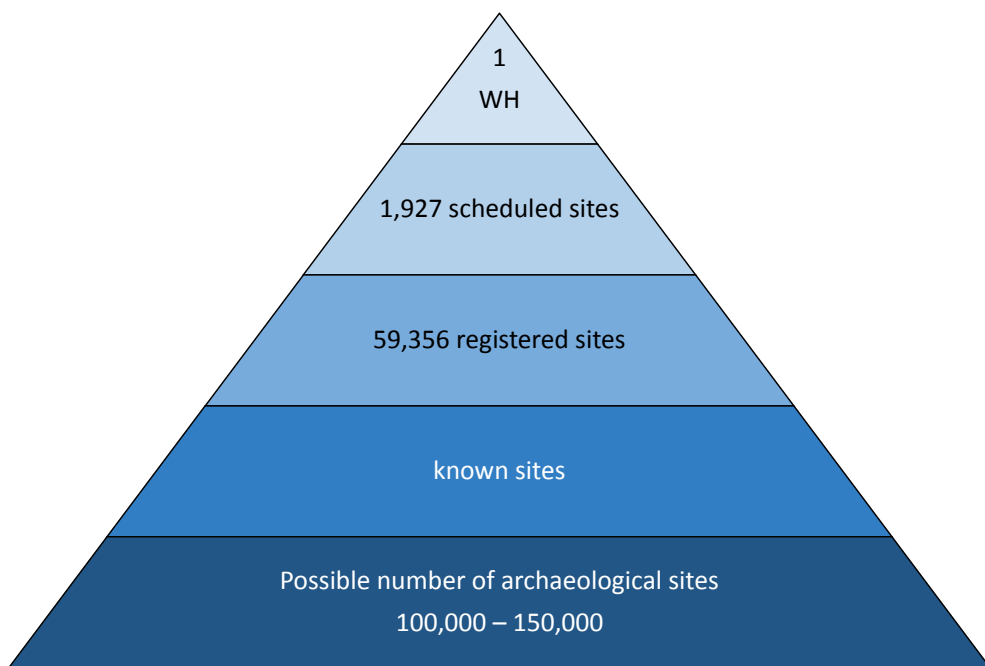 1
WH
1,927 scheduled sites
59,356 registered sites
known sites
Possible number of archaeological sites
100,000 – 150,000